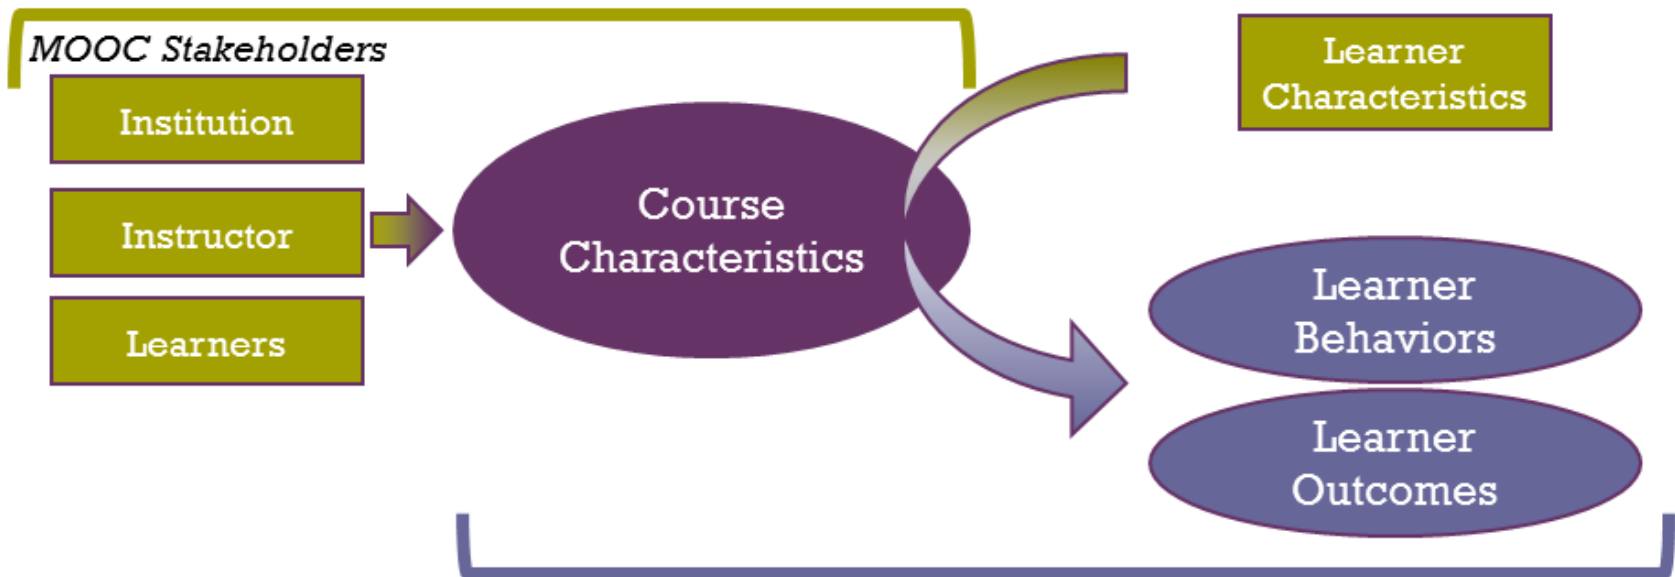 MOOC Stakeholders
Institution
Instructor
Learners
Course
Characteristics
Learner
Characteristics
Learner
Behaviors
Learner
Outcomes